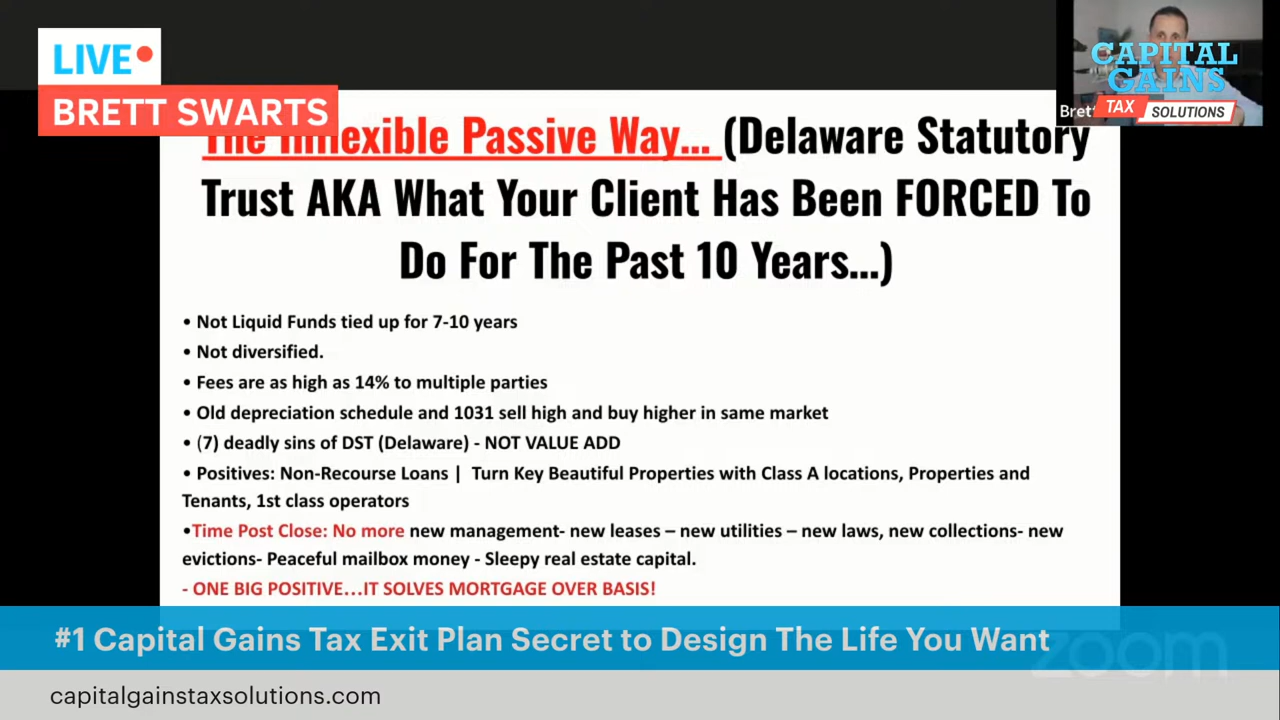 LIVE
BRETT SWARTS
CAPITAL
GAINS
Brett
TAX SOLUTIONS
The Inflexible Passive Way... (Delaware Statutory
Trust AKA What Your Client Has Been FORCED To
Do For The Past 10 Years...)
• Not Liquid Funds tied up for 7-10 years
• Not diversified.
• Fees are as high as 14% to multiple parties
• Old depreciation schedule and 1031 sell high and buy higher in same market
• (7) deadly sins of DST (Delaware) - NOT VALUE ADD
• Positives: Non-Recourse Loans | Turn Key Beautiful Properties with Class A locations, Properties and
Tenants, 1st class operators
•Time Post Close: No more new management- new leases – new utilities – new laws, new collections- new
evictions- Peaceful mailbox money - Sleepy real estate capital.
- ONE BIG POSITIVE...IT SOLVES MORTGAGE OVER BASIS!
#1 Capital Gains Tax Exit Plan Secret to Design The Life You Want
zoom
capitalgainstaxsolutions.com